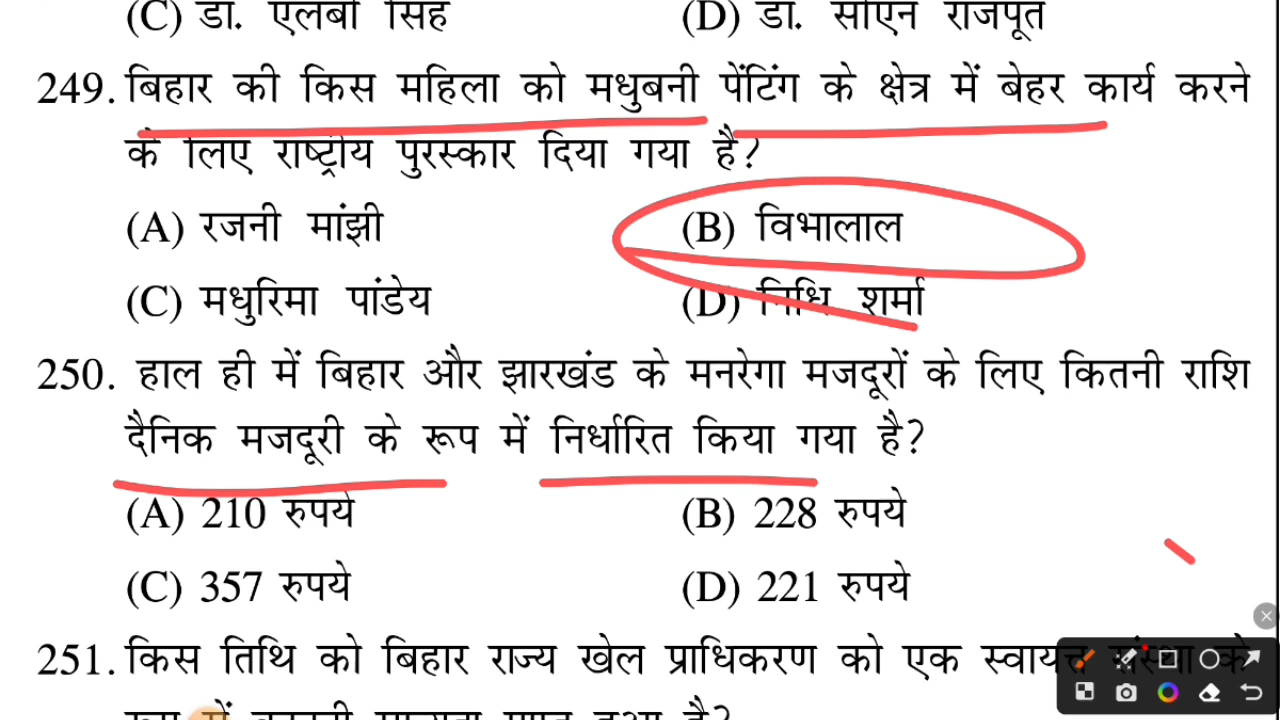 (C) डॉ. एलबी सिंह (D) डॉ. सीएन राजपूत
249. बिहार की किस महिला को मधुबनी पेंटिंग के क्षेत्र में बेहर कार्य करने
के लिए राष्ट्रीय पुरस्कार दिया गया है?
(A) रजनी मांझी (B) विभालाल
(C) मधुरिमा पांडेय (D) निधि शर्मा
250. हाल ही में बिहार और झारखंड के मनरेगा मजदूरों के लिए कितनी राशि
दैनिक मजदूरी के रूप में निर्धारित किया गया है?
(A) 210 रुपये (B) 228 रुपये
(C) 357 रुपये (D) 221 रुपये
251. किस तिथि को बिहार राज्य खेल प्राधिकरण को एक स्वायत्त संस्था के